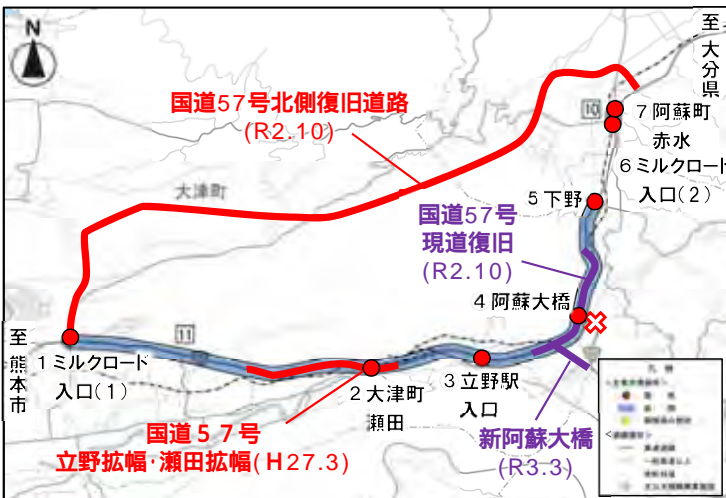 N
至
大
分
県
国道57号北側復旧道路
(R2.10)
10
7 阿蘇町
赤水
6 ミルクロード
入口(2)
大津町
5 下野
国道57号
現道復旧
(R2.10)
4 阿蘇大橋
至
熊
本
市
11
1 ミルクロード
入口(1)
2 大津町
瀬田
3 立野駅
入口
国道57号
立野拡幅・瀬田拡幅(H27.3)
新阿蘇大橋
(R3.3)
凡例